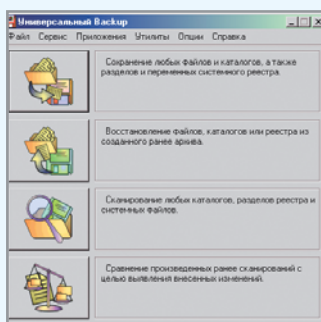 Универсальный Backup
Файл Сервис Приложения Утилиты Опции Справка
Сохранение любых файлов и каталогов, а также
разделов и переменных системного реестра.
Восстановление файлов, каталогов или реестра из
созданного ранее архива.
Сканирование любых каталогов, разделов реестра и
системных файлов.
Сравнение произведенных ранее сканирований с
целью выявления внесенных изменений.